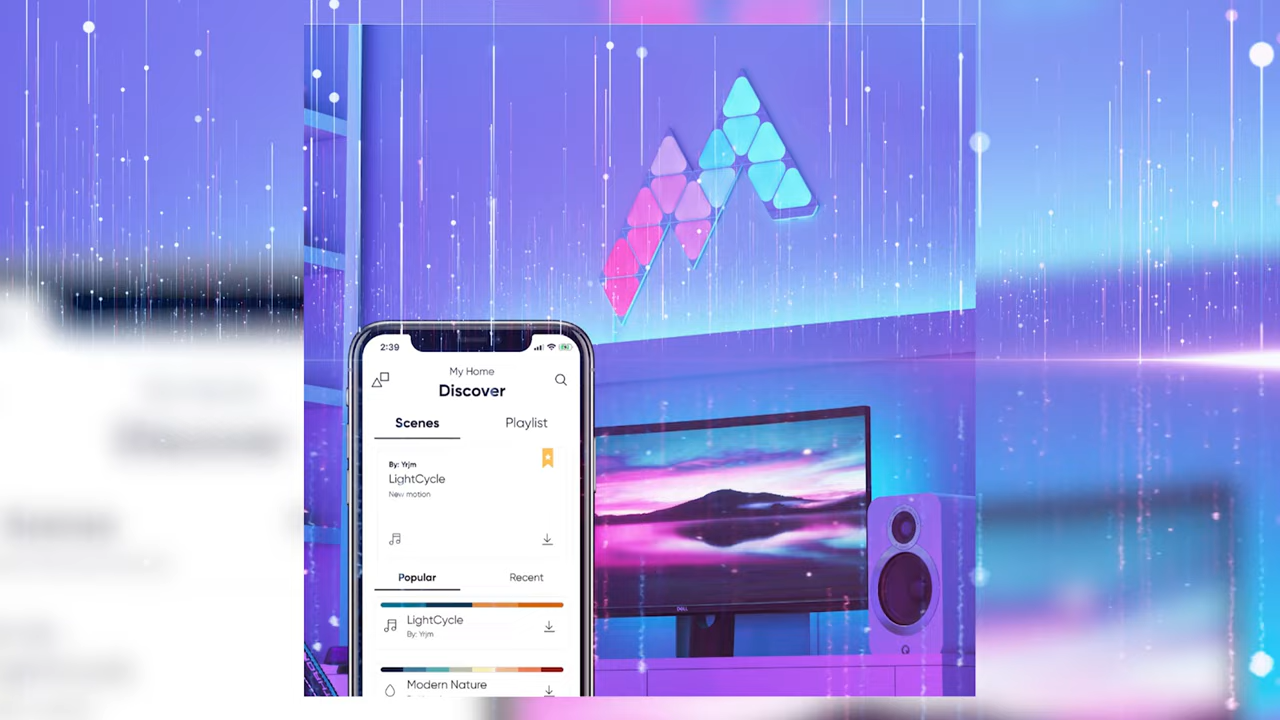 2:39
My Home
Discover
Scenes
Playlist
By: Yrjm
LightCycle
New motion
Popular
Recent
LightCycle
By: Yrjm
Modern Nature
DELL